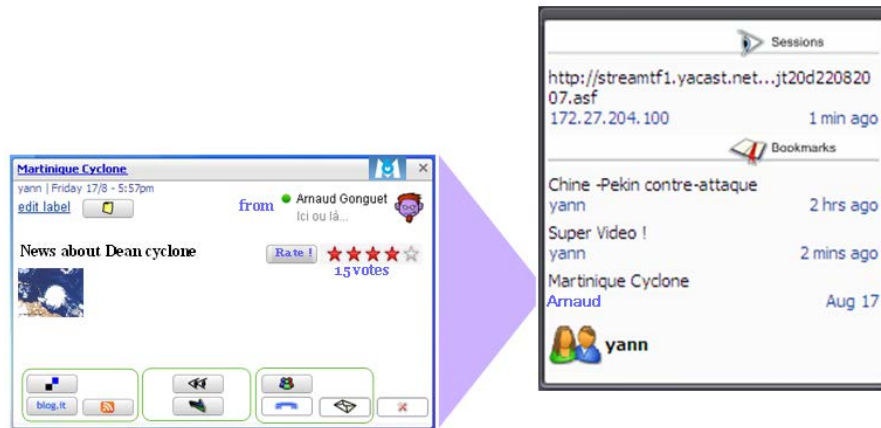 Martinique Cyclone
yann | Friday 17/8 - 5:57pm
edit label
from
Arnaud Gonguet
Ici ou là...
News about Dean cyclone
Rate !
15 votes
blog.it
Sessions
http://streamtf1.yacast.net...jt20d220820
07.asf
172.27.204.100 1 min ago
Bookmarks
Chine -Pekin contre-attaque
yann 2 hrs ago
Super Video !
yann 2 mins ago
Martinique Cyclone
Arnaud Aug 17
yann